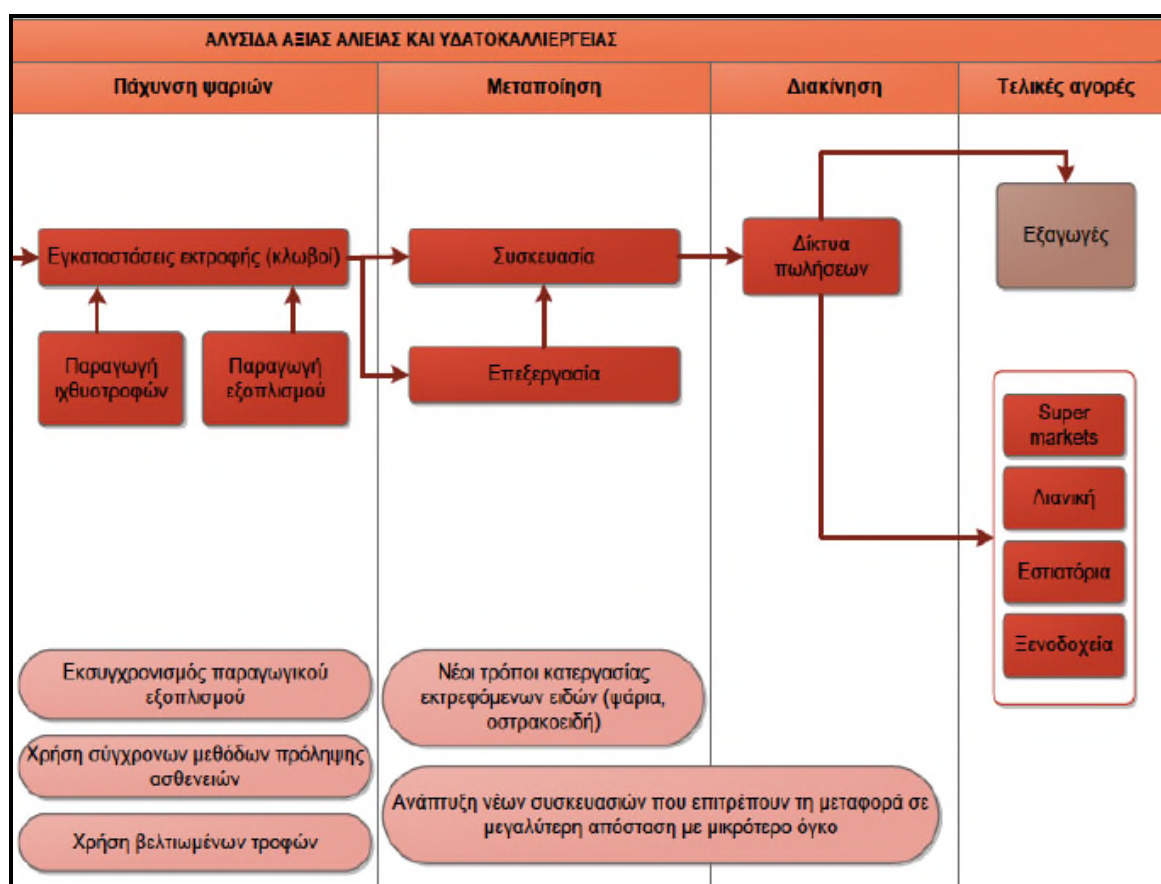 ΑΛΥΣΙΔΑ ΑΞΙΑΣ ΑΛΙΕΙΑΣ ΚΑΙ ΥΔΑΤΟΚΑΛΛΙΕΡΓΕΙΑΣ
Πάχυνση ψαριών
Μεταποίηση
Διακίνηση
Τελικές αγορές
Εγκαταστάσεις εκτροφής (κλωβοί)
Παραγωγή
ιχθυοτροφών
Παραγωγή
εξοπλισμού
Συσκευασία
Επεξεργασία
Δίκτυα
πωλήσεων
Εξαγωγές
Super
markets
Λιανική
Εστιατόρια
Ξενοδοχεία
Εκσυγχρονισμός παραγωγικού
εξοπλισμού
Χρήση σύγχρονων μεθόδων πρόληψης
ασθενειών
Χρήση βελτιωμένων τροφών
Νέοι τρόποι κατεργασίας
εκτρεφόμενων ειδών (ψάρια,
οστρακοειδή)
Ανάπτυξη νέων συσκευασιών που επιτρέπουν τη μεταφορά σε
μεγαλύτερη απόσταση με μικρότερο όγκο